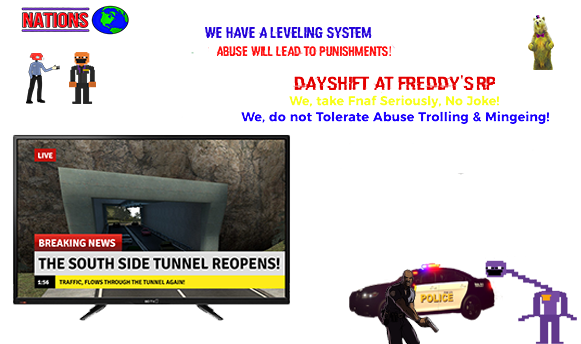 NATIONS
WE HAVE A LEVELING SYSTEM
ABUSE WILL LEAD TO PUNISHMENTS!
DAYSHIFT AT FREDDY'S RP
We, take Fnaf Seriously. No Joke!
We, do not Tolerate Abuse Trolling & Mingeing!
LIVE
BREAKING NEWS
THE SOUTH SIDE TUNNEL REOPENS!
1:56 TRAFFIC, FLOWS THROUGH THE TUNNEL AGAIN!
POLICE